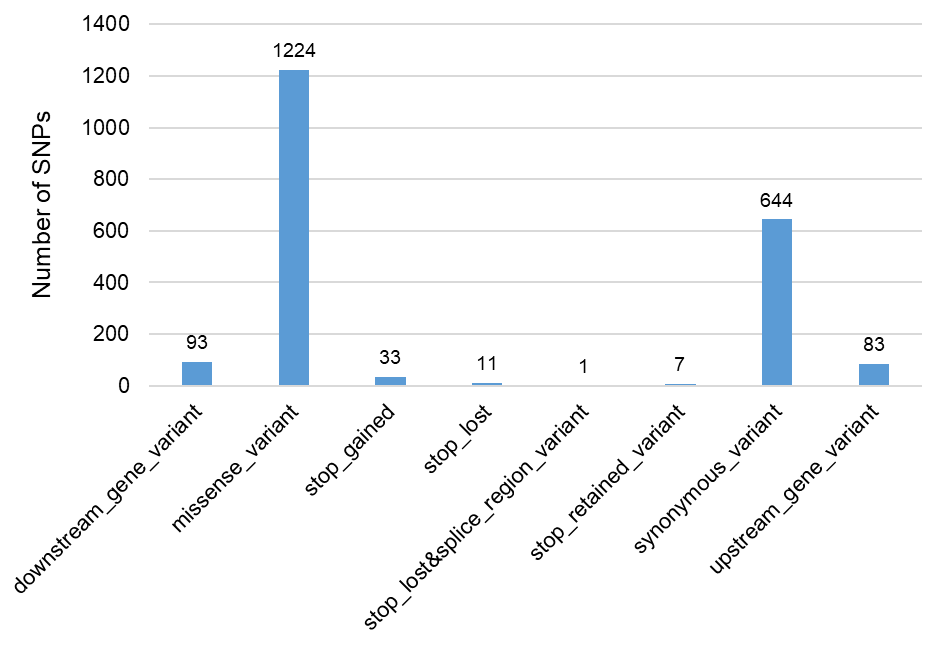 Number of SNPs
1400
1200
1000
800
600
400
200
0
93
1224
33
11
1
7
644
83
downstream_gene_variant
missense_variant
stop_gained
stop_lost
stop_lost&splice_region_variant
stop_retained_variant
synonymous_variant
upstream_gene_variant